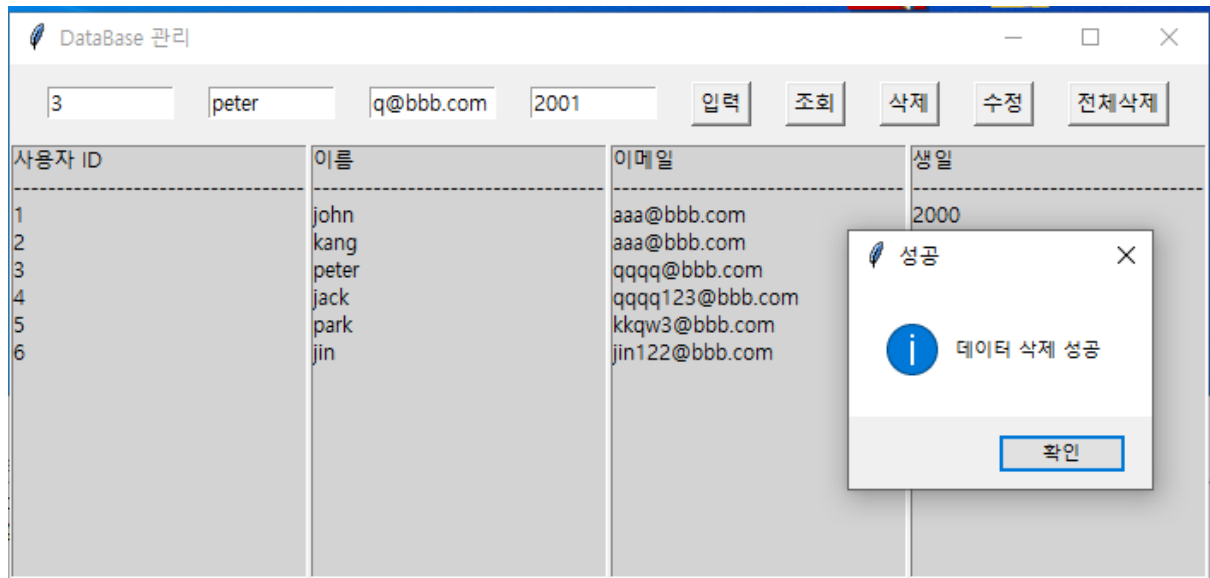 DataBase 관리
3 peter q@bbb.com 2001 입력 조회 삭제 수정 전체삭제
사용자 ID 이름 이메일 생일
---------------------------------- ---------------------------------- ---------------------------------- ----------------------------------
1 john aaa@bbb.com 2000
2 kang aaa@bbb.com
3 peter qqqq@bbb.com
4 jack qqqq123@bbb.com
5 park kkqw3@bbb.com
6 jin jin122@bbb.com
성공
데이터 삭제 성공
확인